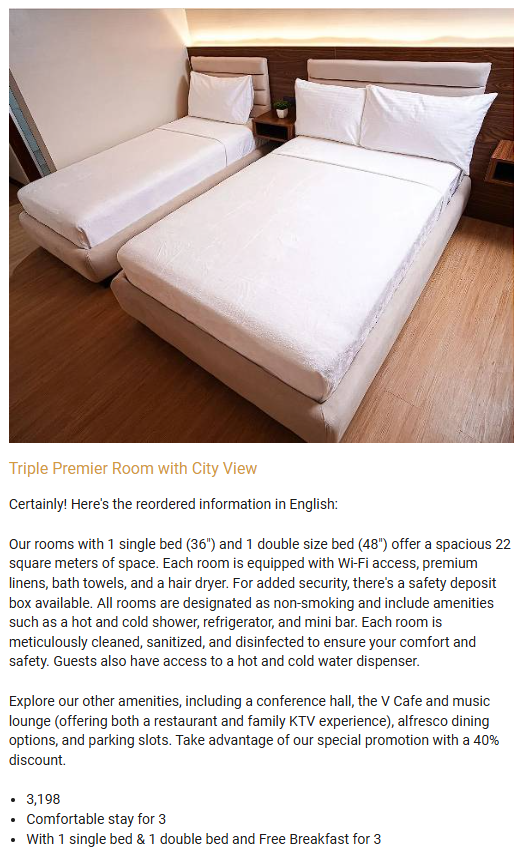 Triple Premier Room with City View
Certainly! Here's the reordered information in English:
Our rooms with 1 single bed (36") and 1 double size bed (48") offer a spacious 22
square meters of space. Each room is equipped with Wi-Fi access, premium
linens, bath towels, and a hair dryer. For added security, there's a safety deposit
box available. All rooms are designated as non-smoking and include amenities
such as a hot and cold shower, refrigerator, and mini bar. Each room is
meticulously cleaned, sanitized, and disinfected to ensure your comfort and
safety. Guests also have access to a hot and cold water dispenser.
Explore our other amenities, including a conference hall, the V Cafe and music
lounge (offering both a restaurant and family KTV experience), alfresco dining
options, and parking slots. Take advantage of our special promotion with a 40%
discount.
• 3,198
• Comfortable stay for 3
• With 1 single bed & 1 double bed and Free Breakfast for 3